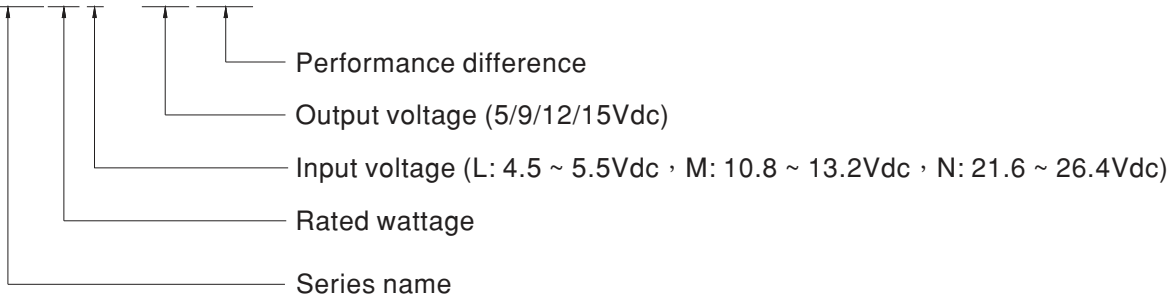 Performance difference
Output voltage (5/9/12/15Vdc)
Input voltage (L: 4.5 ~ 5.5Vdc，M: 10.8 ~ 13.2Vdc，N: 21.6 ~ 26.4Vdc)
Rated wattage
Series name